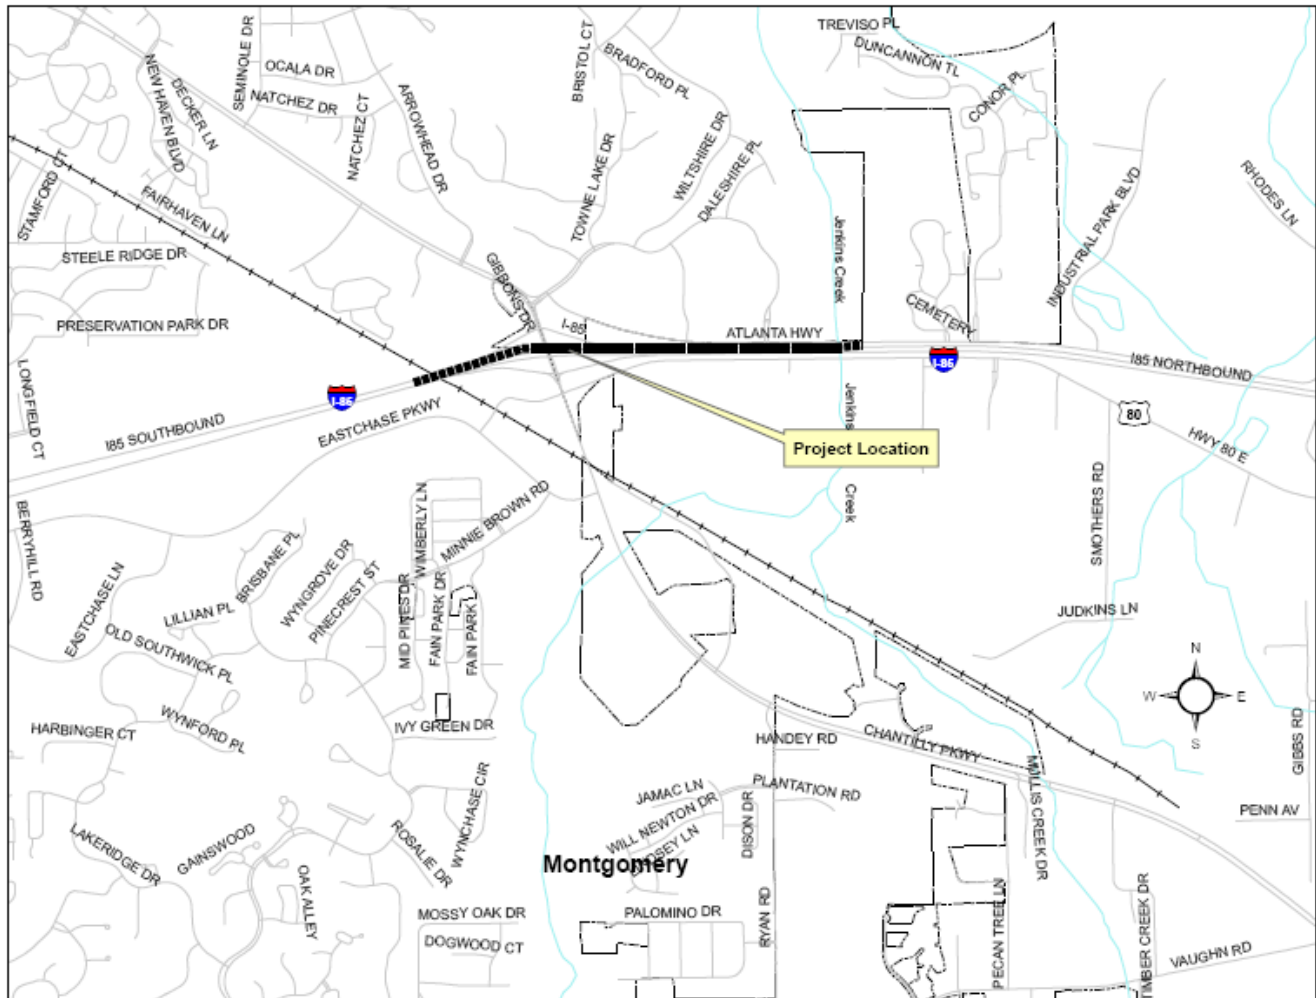 TREVISO PL
DUNCANNON TL
CONOR PL
BRISTOL CT
BRADFORD PL
SEMINOLE DR
OCALA DR
NATCHEZ DR
NATCHEZ CT
ARROWHEAD DR
NEW HAVEN BLVD
DECKER LN
STAMFORD CT
FAIRHAVEN LN
STEELE RIDGE DR
PRESERVATION PARK DR
LONGFIELD CT
TOWNE LAKE DR
WILTSHIRE DR
DALESHIRE PL
GIBBONS DR
Jenkins Creek
RHODES LN
INDUSTRIAL PARK BLVD
CEMETERY
I-85
ATLANTA HWY
I-85
I85 NORTHBOUND
I-85
I85 SOUTHBOUND
EASTCHASE PKWY
80
HWY 80 E
Project Location
Jenkins
Creek
SMOTHERS RD
BERRYHILL RD
EASTCHASE LN
BRISBANE PL
LILLIAN PL
WYNGROVE DR
PINECREST ST
WIMBERLY LN
MINNIE BROWN RD
MID PINES DR
FAIN PARK DR
FAIN PARK
OLD SOUTHWICK PL
WYNFORD PL
HARBINGER CT
IVY GREEN DR
JUDKINS LN
N
W
E
S
GIBBS RD
HANDEY RD
CHANTILLY PKWY
PLANTATION RD
JAMAC LN
WILL NEWTON DR
DISON DR
MULLIS CREEK DR
PENN AV
LAKERIDGE DR
GAINSWOOD
OAK ALLEY
ROSALIE DR
WYNCHASE CIR
Montgomery
MOSSY OAK DR
DOGWOOD CT
PALOMINO DR
RYAN RD
PECAN TREE LN
TIMBER CREEK DR
VAUGHN RD